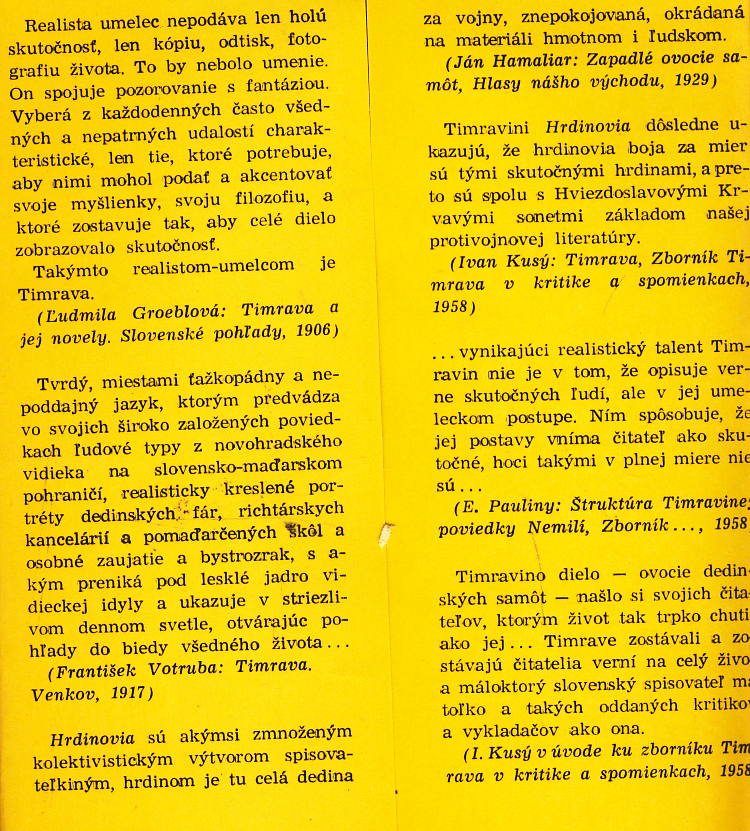 Realista umelec nepodáva len holú
skutočnosť, len kópiu, odtisk, foto-
grafiu života. To by nebolo umenie.
On spojuje pozorovanie s fantáziou.
Vyberá z každodenných často všed-
ných a nepatrných udalostí charak-
teristické, len tie, ktoré potrebuje,
aby nimi mohol podať a akcentovať
svoje myšlienky, svoju filozofiu, a
ktoré zostavuje tak, aby celé dielo
zobrazovalo skutočnosť.
Takýmto realistom-umelcom je
Timrava.
(Ľudmila Groeblová: Timrava a
jej novely. Slovenské pohľady, 1906)
Tvrdý, miestami ťažkopádny a ne-
poddajný jazyk, ktorým predvádza
vo svojich široko založených povied-
kach ľudové typy z novohradského
vidieka na slovensko-maďarskom
pohraničí, realisticky kreslené por-
tréty dedinských fár, richtárskych
kancelárií a pomaďarčených škôl a
osobné zaujatie a bystrozrak, s a-
kým preniká pod lesklé jadro vi-
dieckej idyly a ukazuje v striezli-
vom dennom svetle, otvárajúc po-
hľady do biedy všedného života...
(František Votruba: Timrava.
Venkov, 1917)
Hrdinovia sú akýmsi zmnoženým
kolektivistickým výtvorom spisova-
teľkiným, hrdinom je tu celá dedina
za vojny, znepokojovaná, okrádaná
na materiáli hmotnom i ľudskom.
(Ján Hamaliar: Zapadlé ovocie sa-
môt, Hlasy nášho východu, 1929)
Timravini Hrdinovia dôsledne u-
kazujú, že hrdinovia boja za mier
sú tými skutočnými hrdinami, a pre-
to sú spolu s Hviezdoslavovými Kr-
vavými sonetmi základom našej
protivojnovej literatúry.
(Ivan Kusý: Timrava, Zborník Ti-
mrava v kritike a spomienkach,
1958)
...vynikajúci realistický talent Tim-
ravin nie je v tom, že opisuje ver-
ne skutočných ľudí, ale v jej ume-
leckom postupe. Ním spôsobuje, že
jej postavy vníma čitateľ ako sku-
točné, hoci takými v plnej miere nie
sú...
(E. Pauliny: Štruktúra Timravinej
poviedky Nemilí, Zborník..., 1958
Timravino dielo — ovocie dedin-
ských samôt — našlo si svojich čita-
teľov, ktorým život tak trpko chutí
ako jej... Timrave zostávali a zo-
stávajú čitatelia verní na celý živo
a máloktorý slovenský spisovateľ má
toľko a takých oddaných kritikov
a vykladačov ako ona.
(I. Kusý v úvode ku zborníku Tim
rava v kritike a spomienkach, 1958